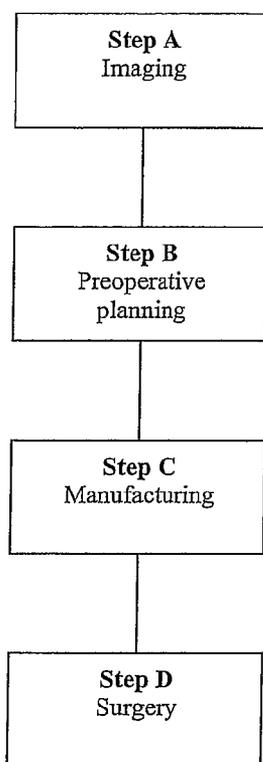 Step A
Imaging
Step B
Preoperative
planning
Step C
Manufacturing
Step D
Surgery